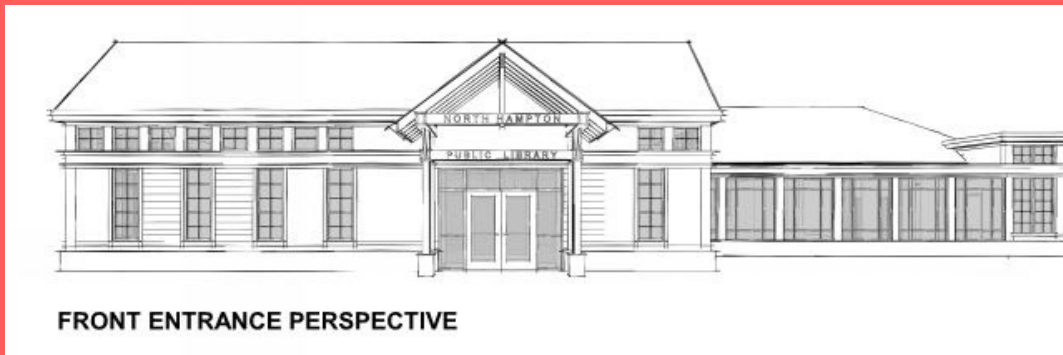 NORTH HAMPTON
PUBLIC LIBRARY
FRONT ENTRANCE PERSPECTIVE